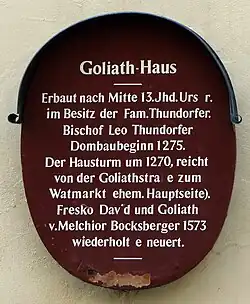 Goliath-Haus
Erbaut nach Mitte 13.Jhd.Urs r.
im Besitz der Fam.Thundorfer.
Bischof Leo Thundorfer
Dombaubeginn 1275.
Der Hausturm um 1270, reicht
von der Goliathstra e zum
Watmarkt ehem. Hauptseite).
Fresko Dav'd und Goliath
v.Melchior Bocksberger 1573
wiederholt e neuert.